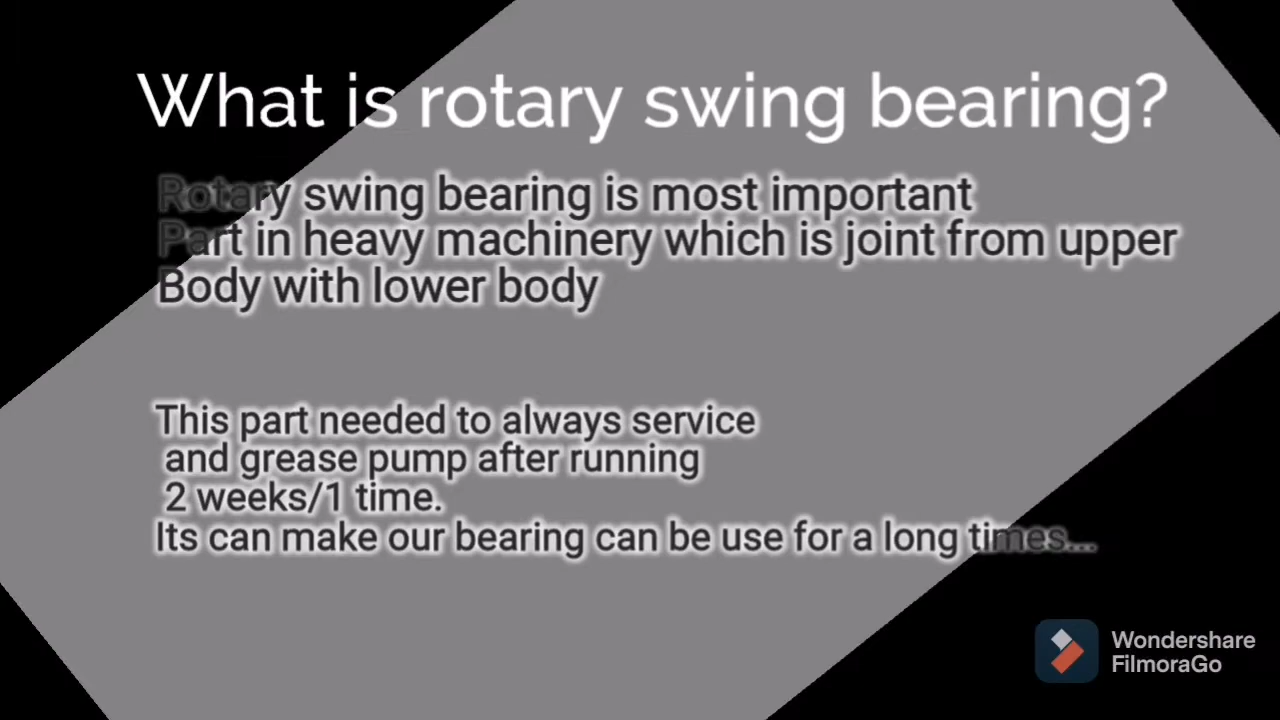 What is rotary swing bearing?
Rotary swing bearing is most important
Part in heavy machinery which is joint from upper
Body with lower body
This part needed to always service
and grease pump after running
2 weeks/1 time.
Its can make our bearing can be use for a long times...
Wondershare
FilmoraGo